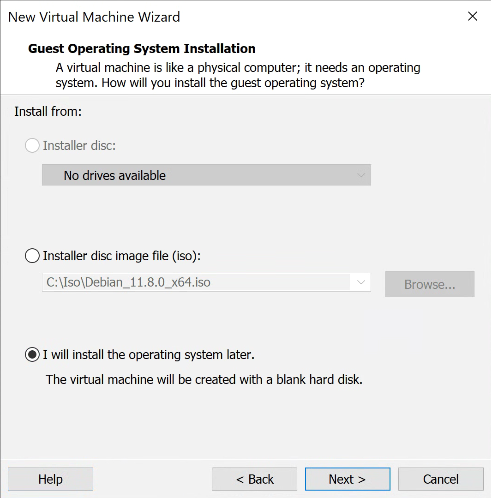 New Virtual Machine Wizard
Guest Operating System Installation
A virtual machine is like a physical computer; it needs an operating
system. How will you install the guest operating system?
Install from:
Installer disc:
No drives available
Installer disc image file (iso):
C:\Iso\Debian_11.8.0_x64.iso
Browse...
I will install the operating system later.
The virtual machine will be created with a blank hard disk.
Help
< Back
Next >
Cancel